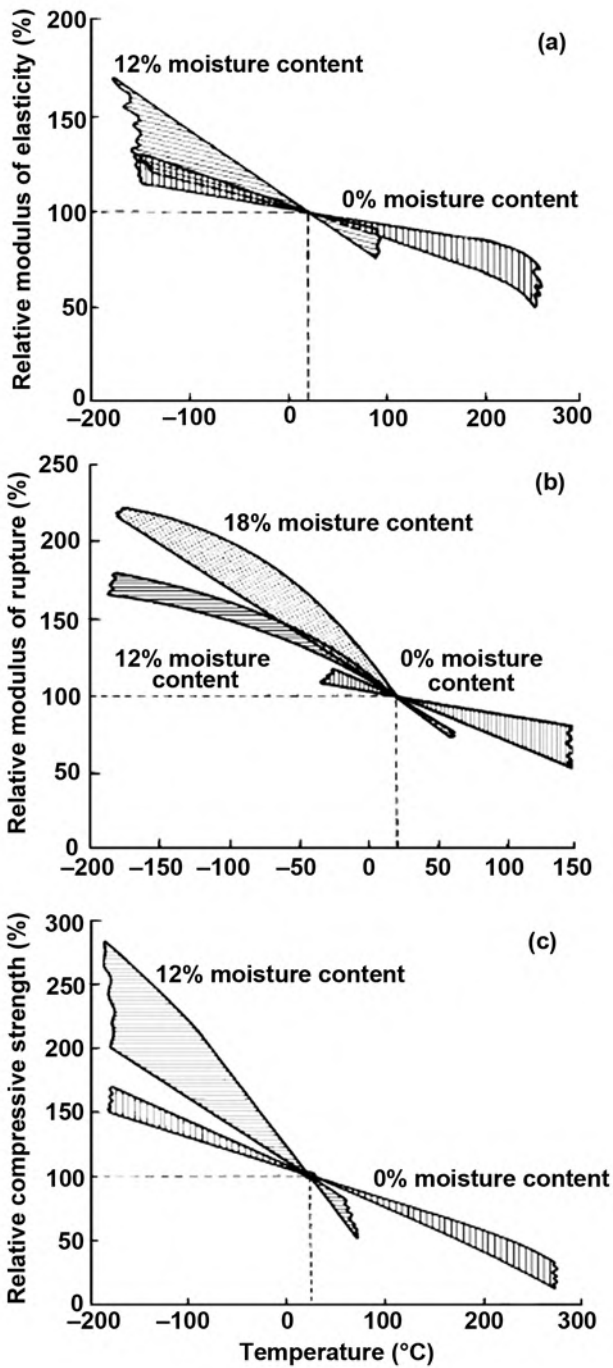 (a)
Relative modulus of elasticity (%)
200
150
100
50
0
12% moisture content
0% moisture content
–200
–100
0
100
200
300
(b)
Relative modulus of rupture (%)
250
200
150
100
50
0
18% moisture content
12% moisture
content
0% moisture
content
–200
–150
–100
–50
0
50
100
150
(c)
Relative compressive strength (%)
300
250
200
150
100
50
0
12% moisture content
0% moisture content
–200
–100
0
100
200
300
Temperature (°C)